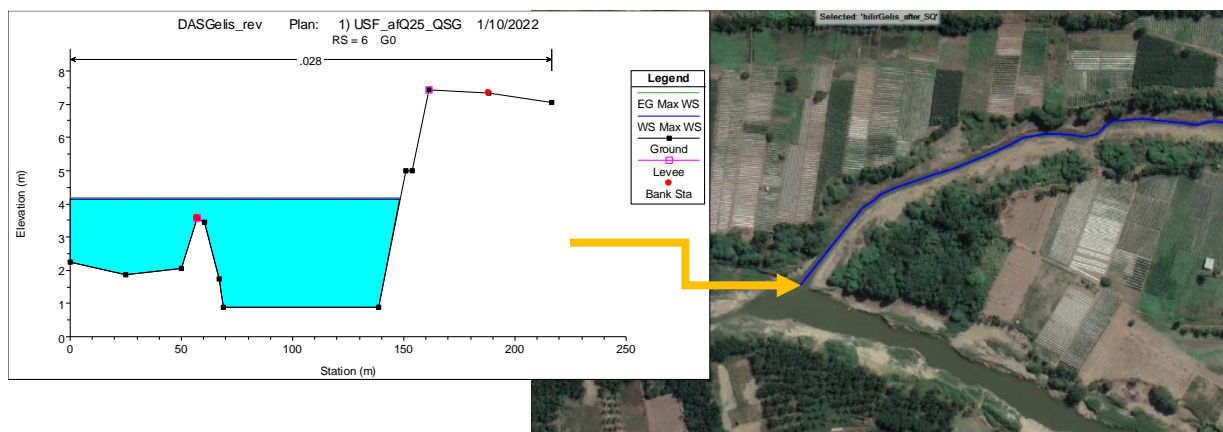 DASGelis_rev Plan: 1) USF_afQ25_QSG 1/10/2022
RS = 6 G0
.028
8
7
6
5
4
3
2
1
0
Elevation (m)
0 50 100 150 200 250
Station (m)
Legend
EG Max WS
WS Max WS
Ground
Levee
Bank Sta
Selected: 'hilirGelis_after_SQ'